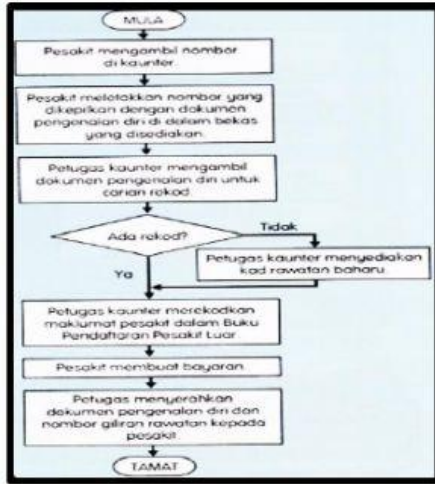 MULA
Pesakit mengambil nombor
di kaunter.
Pesakit meletakkan nombor yang
dikepilkan dengan dokumen
pengenalan diri di dalam bekas
yang disediakan.
Petugas kaunter mengambil
dokumen pengenalan diri untuk
carian rekod.
Ada rekod?
Tidak
Petugas kaunter menyediakan
kad rawatan baharu.
Ya
Petugas kaunter merekodkan
maklumat pesakit dalam Buku
Pendaftaran Pesakit Luar.
Pesakit membuat bayaran.
Petugas menyerahkan
dokumen pengenalan diri dan
nombor giliran rawatan kepada
pesakit.
TAMAT